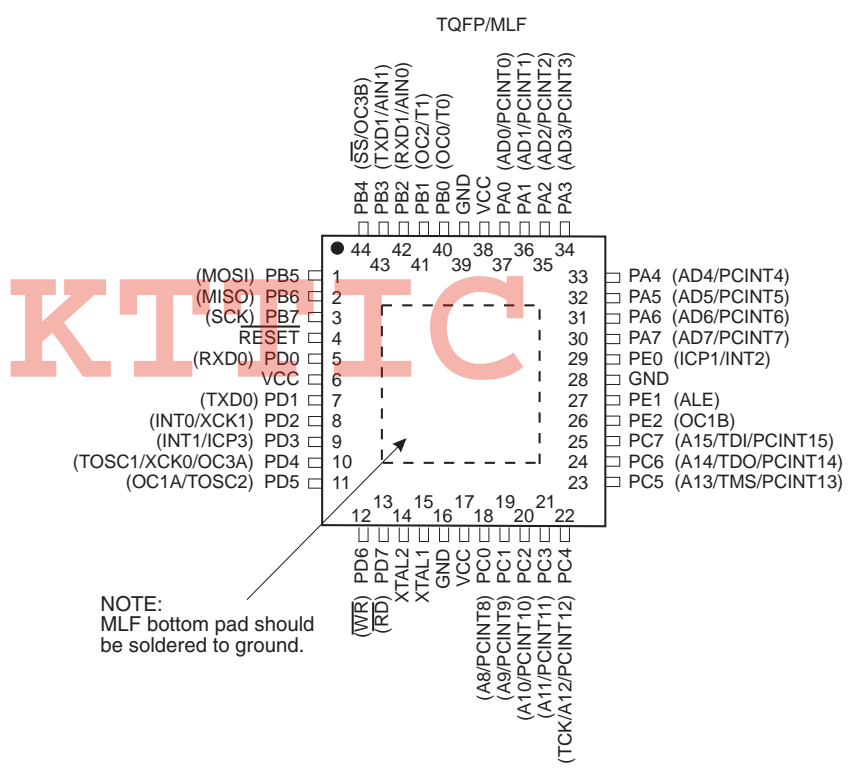 TQFP/MLF
PB4 (SS/OC3B)
PB3 (TXD1/AIN1)
PB2 (RXD1/AIN0)
PB1 (OC2/T1)
PB0 (OC0/T0)
GND
VCC
PA0 (AD0/PCINT0)
PA1 (AD1/PCINT1)
PA2 (AD2/PCINT2)
PA3 (AD3/PCINT3)
44 42 40 38 36 34
43 41 39 37 35
(MOSI) PB5 1
(MISO) PB6 2
(SCK) PB7 3
RESET 4
(RXD0) PD0 5
VCC 6
(TXD0) PD1 7
(INT0/XCK1) PD2 8
(INT1/ICP3) PD3 9
(TOSC1/XCK0/OC3A) PD4 10
(OC1A/TOSC2) PD5 11
33 PA4 (AD4/PCINT4)
32 PA5 (AD5/PCINT5)
31 PA6 (AD6/PCINT6)
30 PA7 (AD7/PCINT7)
29 PE0 (ICP1/INT2)
28 GND
27 PE1 (ALE)
26 PE2 (OC1B)
25 PC7 (A15/TDI/PCINT15)
24 PC6 (A14/TDO/PCINT14)
23 PC5 (A13/TMS/PCINT13)
KTTIC
13 15 17 19 21
12 14 16 18 20 22
(WR) PD6
(RD) PD7
XTAL2
XTAL1
GND
VCC
(A8/PCINT8) PC0
(A9/PCINT9) PC1
(A10/PCINT10) PC2
(A11/PCINT11) PC3
(TCK/A12/PCINT12) PC4
NOTE:
MLF bottom pad should
be soldered to ground.